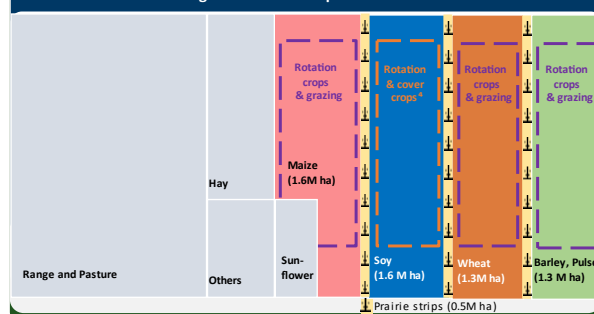 Rotation
crops
& grazing
Rotation
& cover
crops
Rotation
crops
& grazing
Rotation
crops
& grazing
Maize
(1.6M ha)
Hay
Range and Pasture
Others
Sun-
flower
Soy
(1.6 M ha)
Wheat
(1.3M ha)
Barley, Pulse
(1.3 M ha)
Prairie strips (0.5M ha)